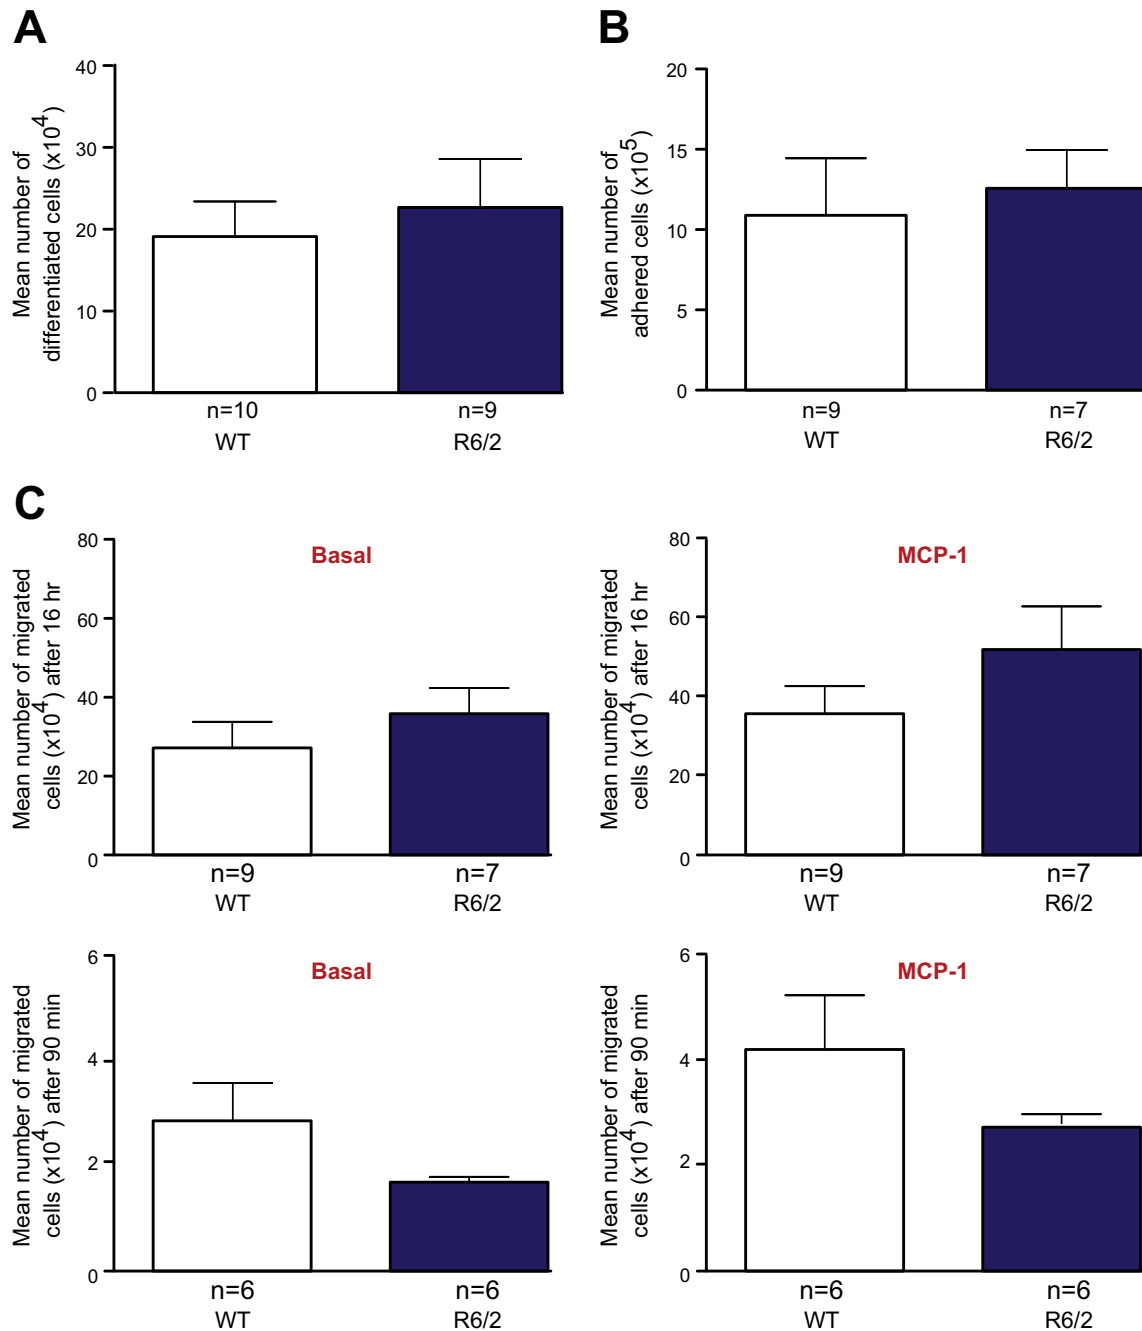 A
Mean number of
differentiated cells (x10^4)
40
30
20
10
0
n=10
n=9
WT
R6/2
B
Mean number of
adhered cells (x10^5)
20
15
10
5
0
n=9
n=7
WT
R6/2
C
Mean number of migrated
cells (x10^4) after 16 hr
80
60
40
20
0
Basal
n=9
n=7
WT
R6/2
Mean number of migrated
cells (x10^4) after 16 hr
80
60
40
20
0
MCP-1
n=9
n=7
WT
R6/2
Mean number of migrated
cells (x10^4) after 90 min
6
4
2
0
Basal
n=6
n=6
WT
R6/2
Mean number of migrated
cells (x10^4) after 90 min
6
4
2
0
MCP-1
n=6
n=6
WT
R6/2